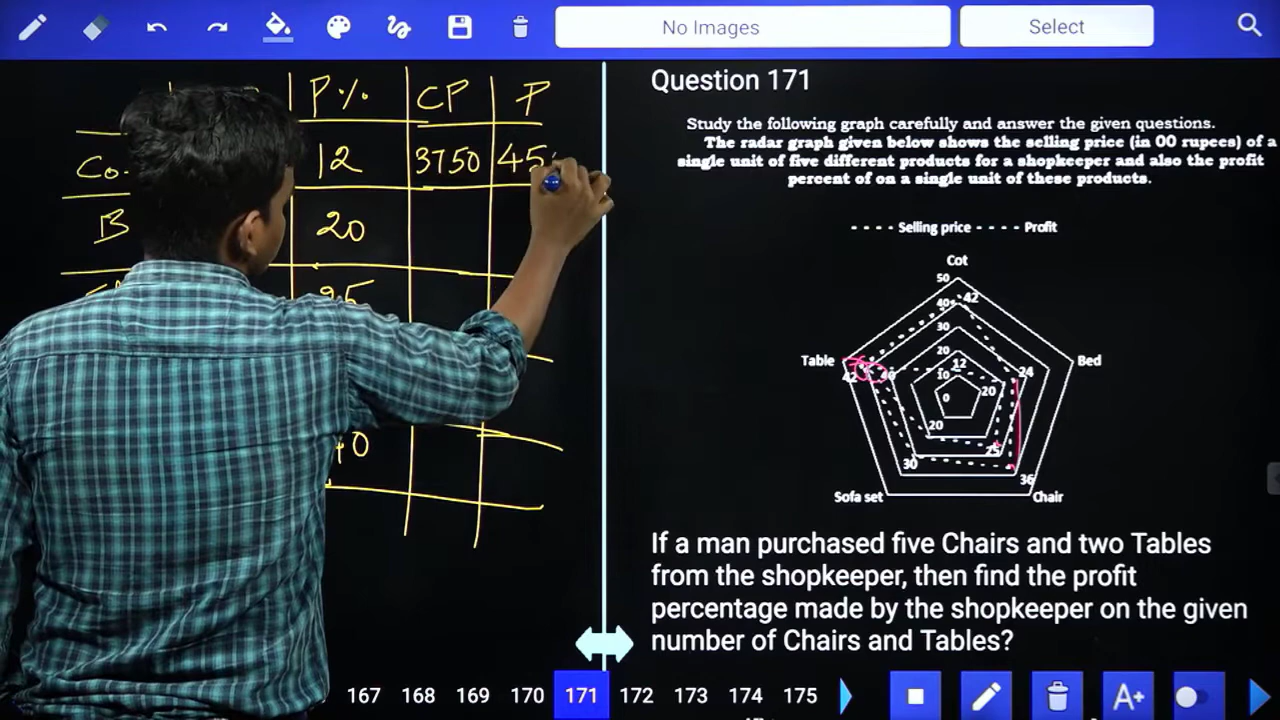 No Images
Select
P% CP P
Co. 12 3750 45
B 20
25
40
Question 171
Study the following graph carefully and answer the given questions.
The radar graph given below shows the selling price (in 00 rupees) of a
single unit of five different products for a shopkeeper and also the profit
percent of on a single unit of these products.
---- Selling price ---- Profit
Cot
50
40 42
30
Table 20 Bed
42 40 10 12 24
0 20
20
30 25
36
Sofa set Chair
If a man purchased five Chairs and two Tables
from the shopkeeper, then find the profit
percentage made by the shopkeeper on the given
number of Chairs and Tables?
167 168 169 170 171 172 173 174 175 A+